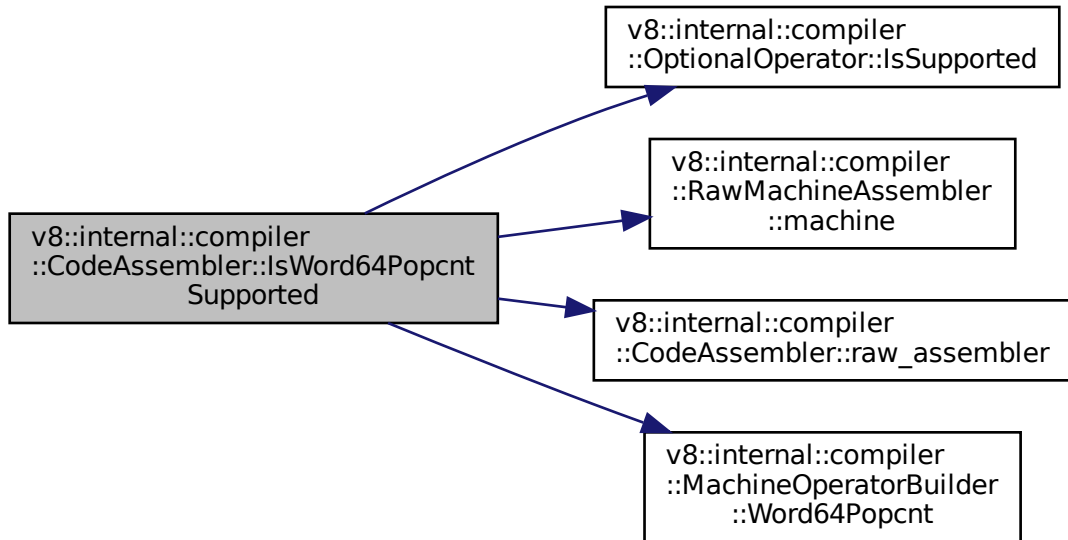 v8::internal::compiler
::OptionalOperator::IsSupported
v8::internal::compiler
::RawMachineAssembler
::machine
v8::internal::compiler
::CodeAssembler::IsWord64Popcnt
Supported
v8::internal::compiler
::CodeAssembler::raw_assembler
v8::internal::compiler
::MachineOperatorBuilder
::Word64Popcnt